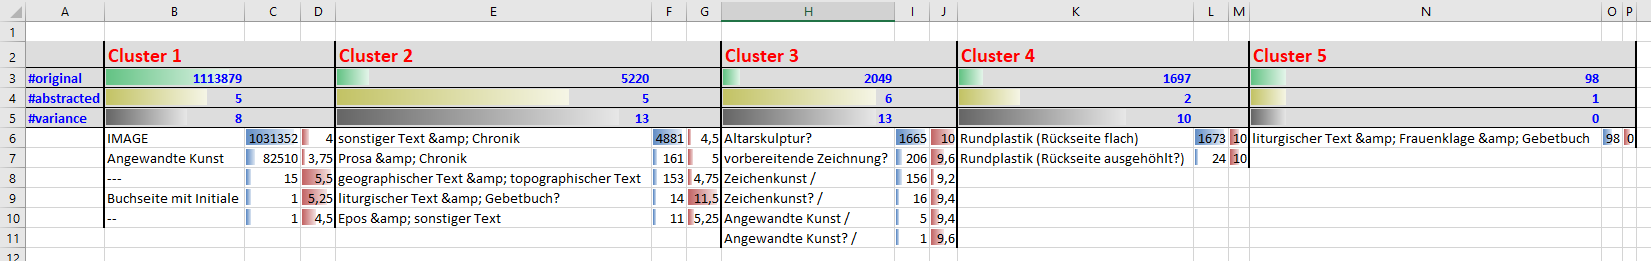 A B C D E F G H I J K L M N O P
1
2 Cluster 1 Cluster 2 Cluster 3 Cluster 4 Cluster 5
3 #original 1113879 5220 2049 1697 98
4 #abstracted 5 5 6 2 1
5 #variance 8 13 13 10 0
6 IMAGE 1031352 4 sonstiger Text &amp; Chronik 4881 4,5 Altarskulptur? 1665 10 Rundplastik (Rückseite flach) 1673 10 liturgischer Text &amp; Frauenklage &amp; Gebetbuch 98 0
7 Angewandte Kunst 82510 3,75 Prosa &amp; Chronik 161 5 vorbereitende Zeichnung? 206 9,6 Rundplastik (Rückseite ausgehöhlt?) 24 10
8 --- 15 5,5 geographischer Text &amp; topographischer Text 153 4,75 Zeichenkunst / 156 9,2
9 Buchseite mit Initiale 1 5,25 liturgischer Text &amp; Gebetbuch? 14 11,5 Zeichenkunst? / 16 9,4
10 -- 1 4,5 Epos &amp; sonstiger Text 11 5,25 Angewandte Kunst / 5 9,4
11 Angewandte Kunst? / 1 9,6
12